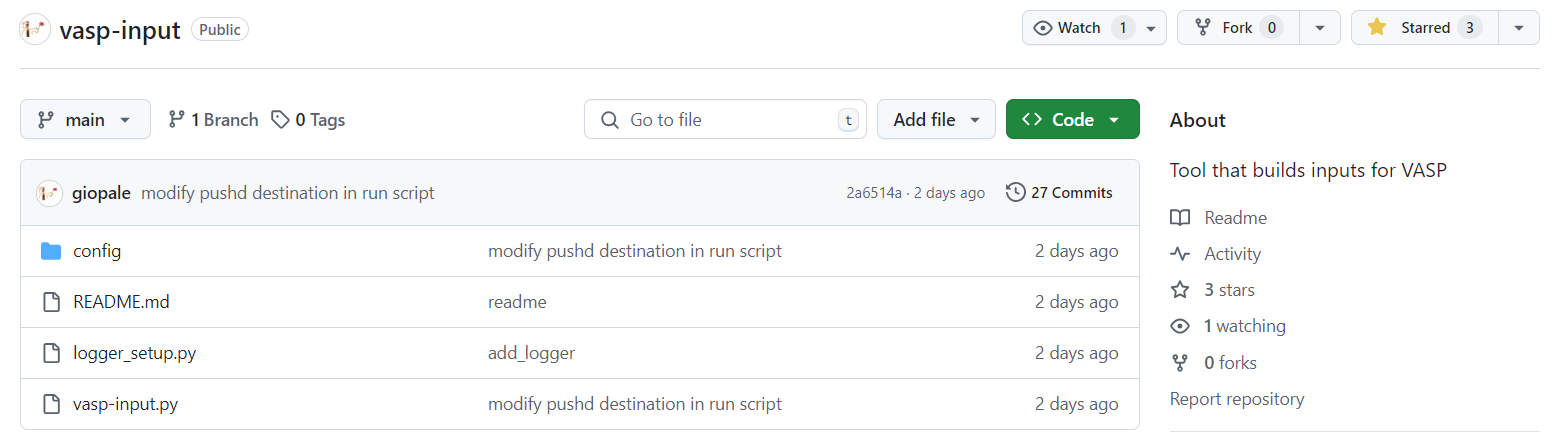 vasp-input Public Watch 1 Fork 0 Starred 3
main 1 Branch 0 Tags Go to file t Add file Code
giopale modify pushd destination in run script 2a6514a · 2 days ago 27 Commits
config modify pushd destination in run script 2 days ago
README.md readme 2 days ago
logger_setup.py add_logger 2 days ago
vasp-input.py modify pushd destination in run script 2 days ago
About
Tool that builds inputs for VASP
Readme
Activity
3 stars
1 watching
0 forks
Report repository